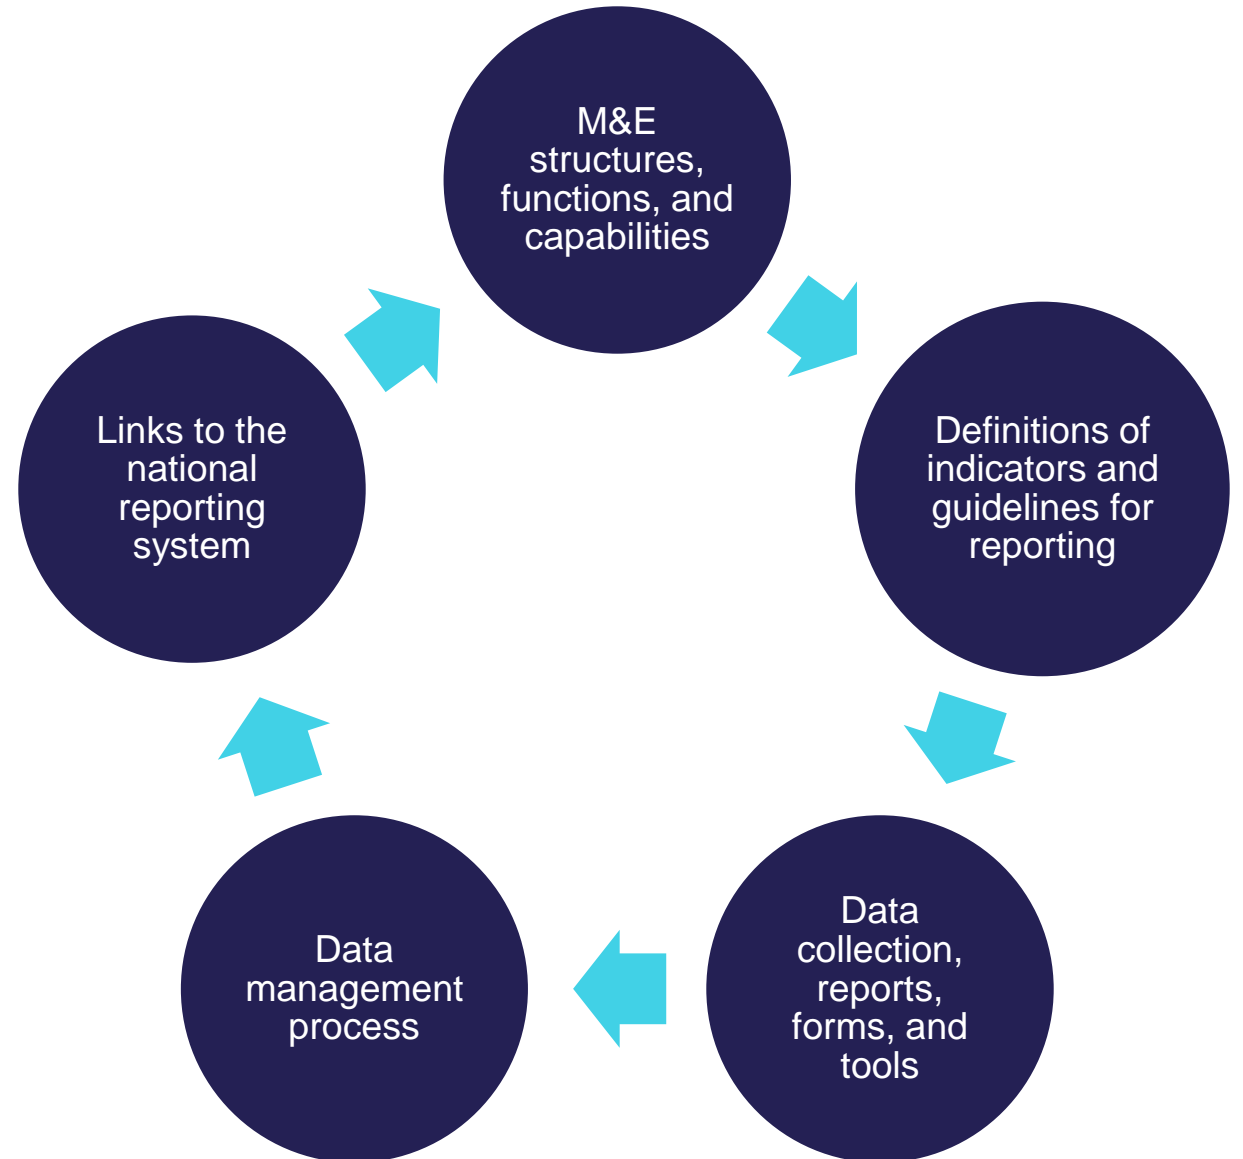 M&E
structures,
functions, and
capabilities
Definitions of
indicators and
guidelines for
reporting
Data
collection,
reports,
forms, and
tools
Data
management
process
Links to the
national
reporting
system